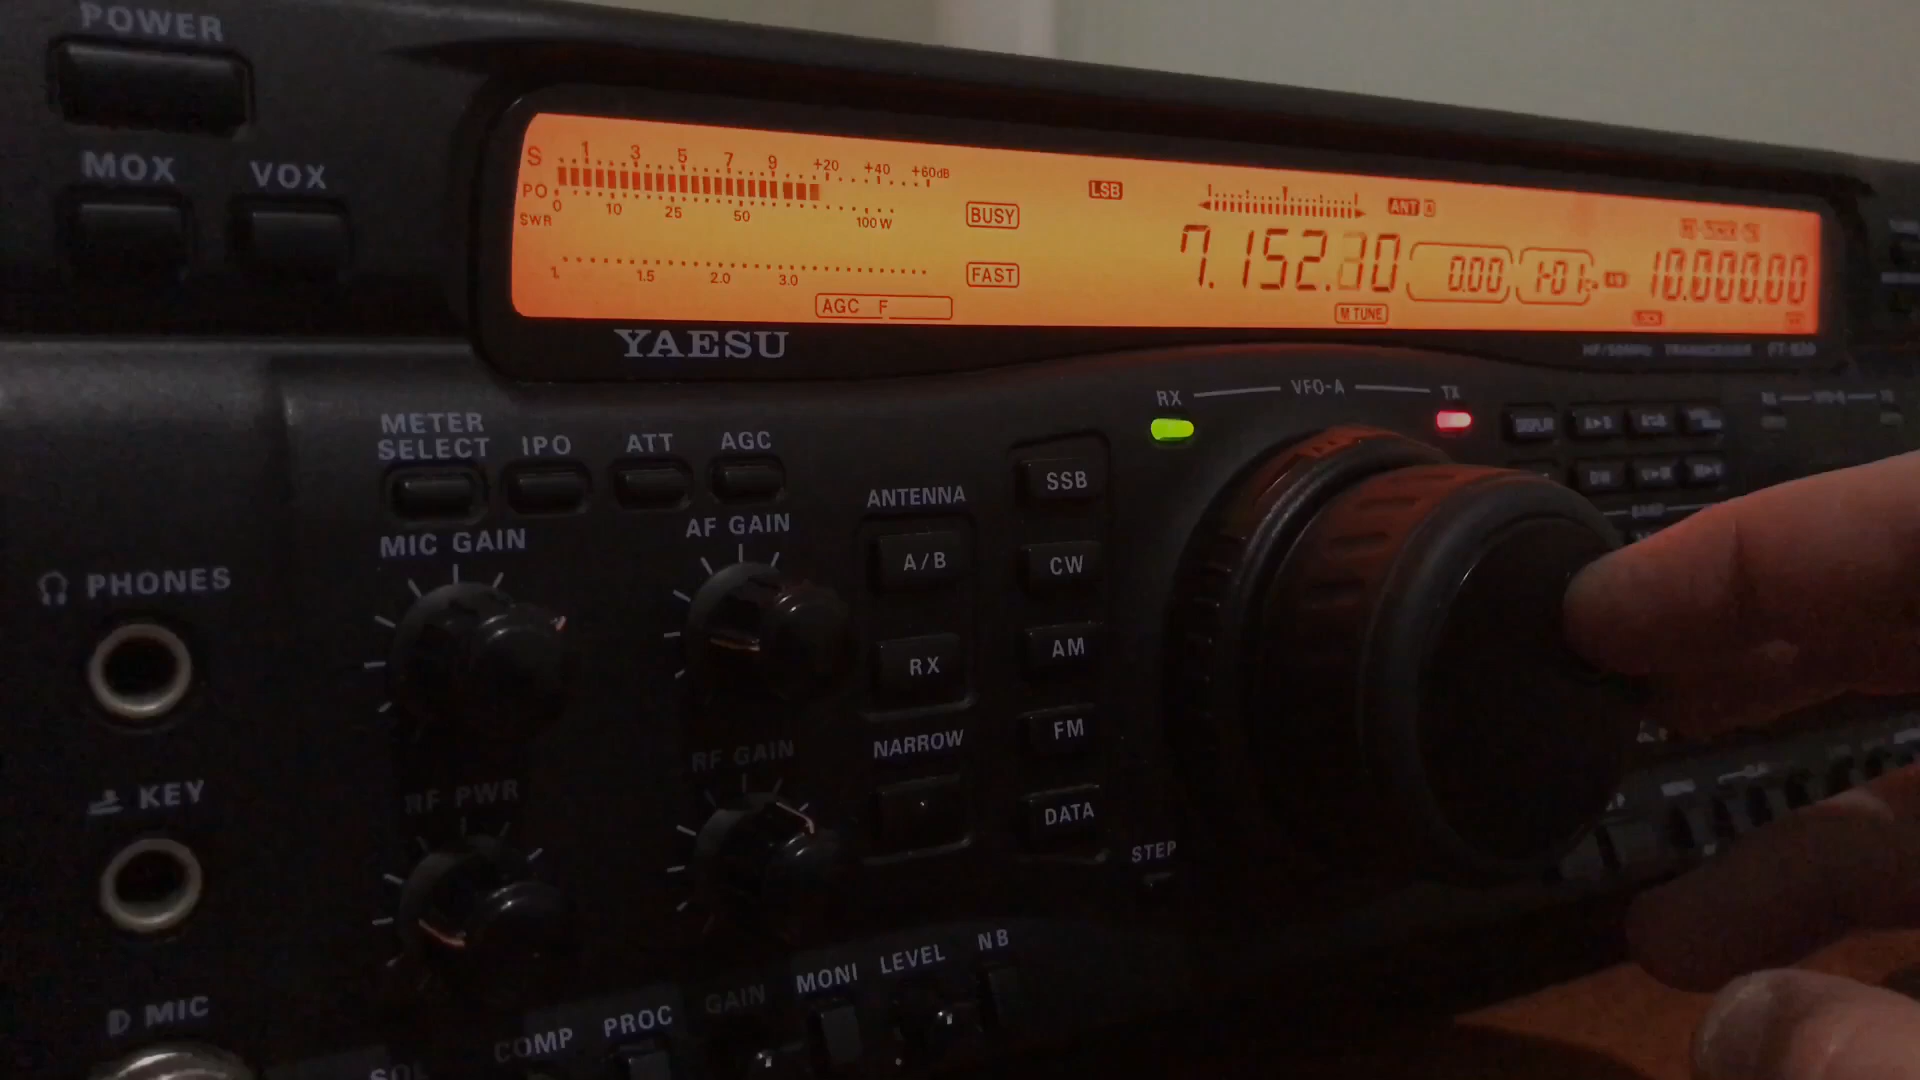 POWER
MOX VOX
S 1 3 5 7 9 +20 +40 +60dB
PO 0 10 25 50 100 W
SWR
1. 1.5 2.0 3.0
BUSY
FAST
AGC F
LSB
ANT
7.152.30
0.00
1-01
10.000.00
M TUNE
YAESU
RX VFO-A TX
METER
SELECT IPO ATT AGC
MIC GAIN
AF GAIN
ANTENNA
A/B
RX
NARROW
SSB
CW
AM
FM
DATA
STEP
PHONES
RF GAIN
RF PWR
KEY
MIC
COMP PROC GAIN MONI LEVEL NB